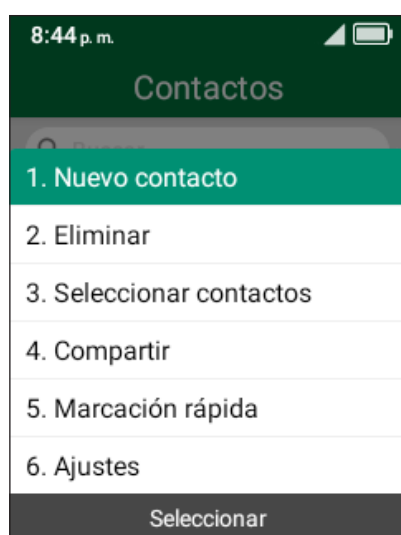 8:44 p. m.
Contactos
Buscar
1. Nuevo contacto
2. Eliminar
3. Seleccionar contactos
4. Compartir
5. Marcación rápida
6. Ajustes
Seleccionar